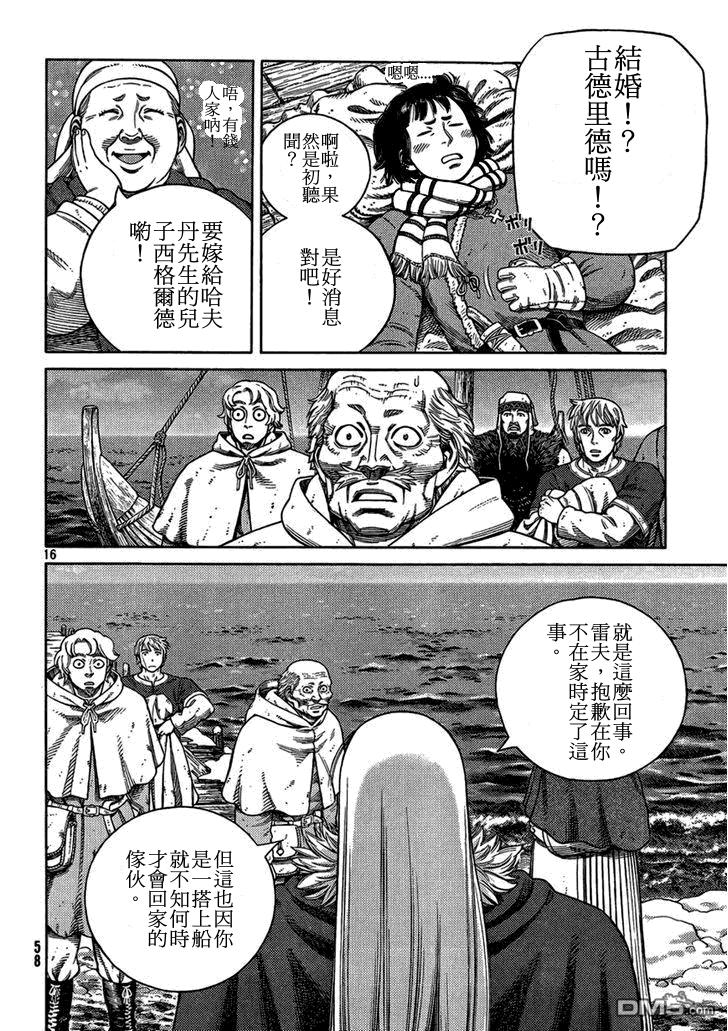 結婚！？
古德里德嗎！？
嗯嗯……
啊啦，果
然是初聽
聞？
是好消息
對吧！
ボリ
ボリ
唔，有錢
人家吶！
要嫁給哈夫
丹先生的兒
子西格爾德
喲！
16
就是這麼回事。
雷夫，抱歉在你
不在家時定了這
事。
但這也因你
是一搭上船
就不知何時
才會回家的
傢伙。
58
DM5.com